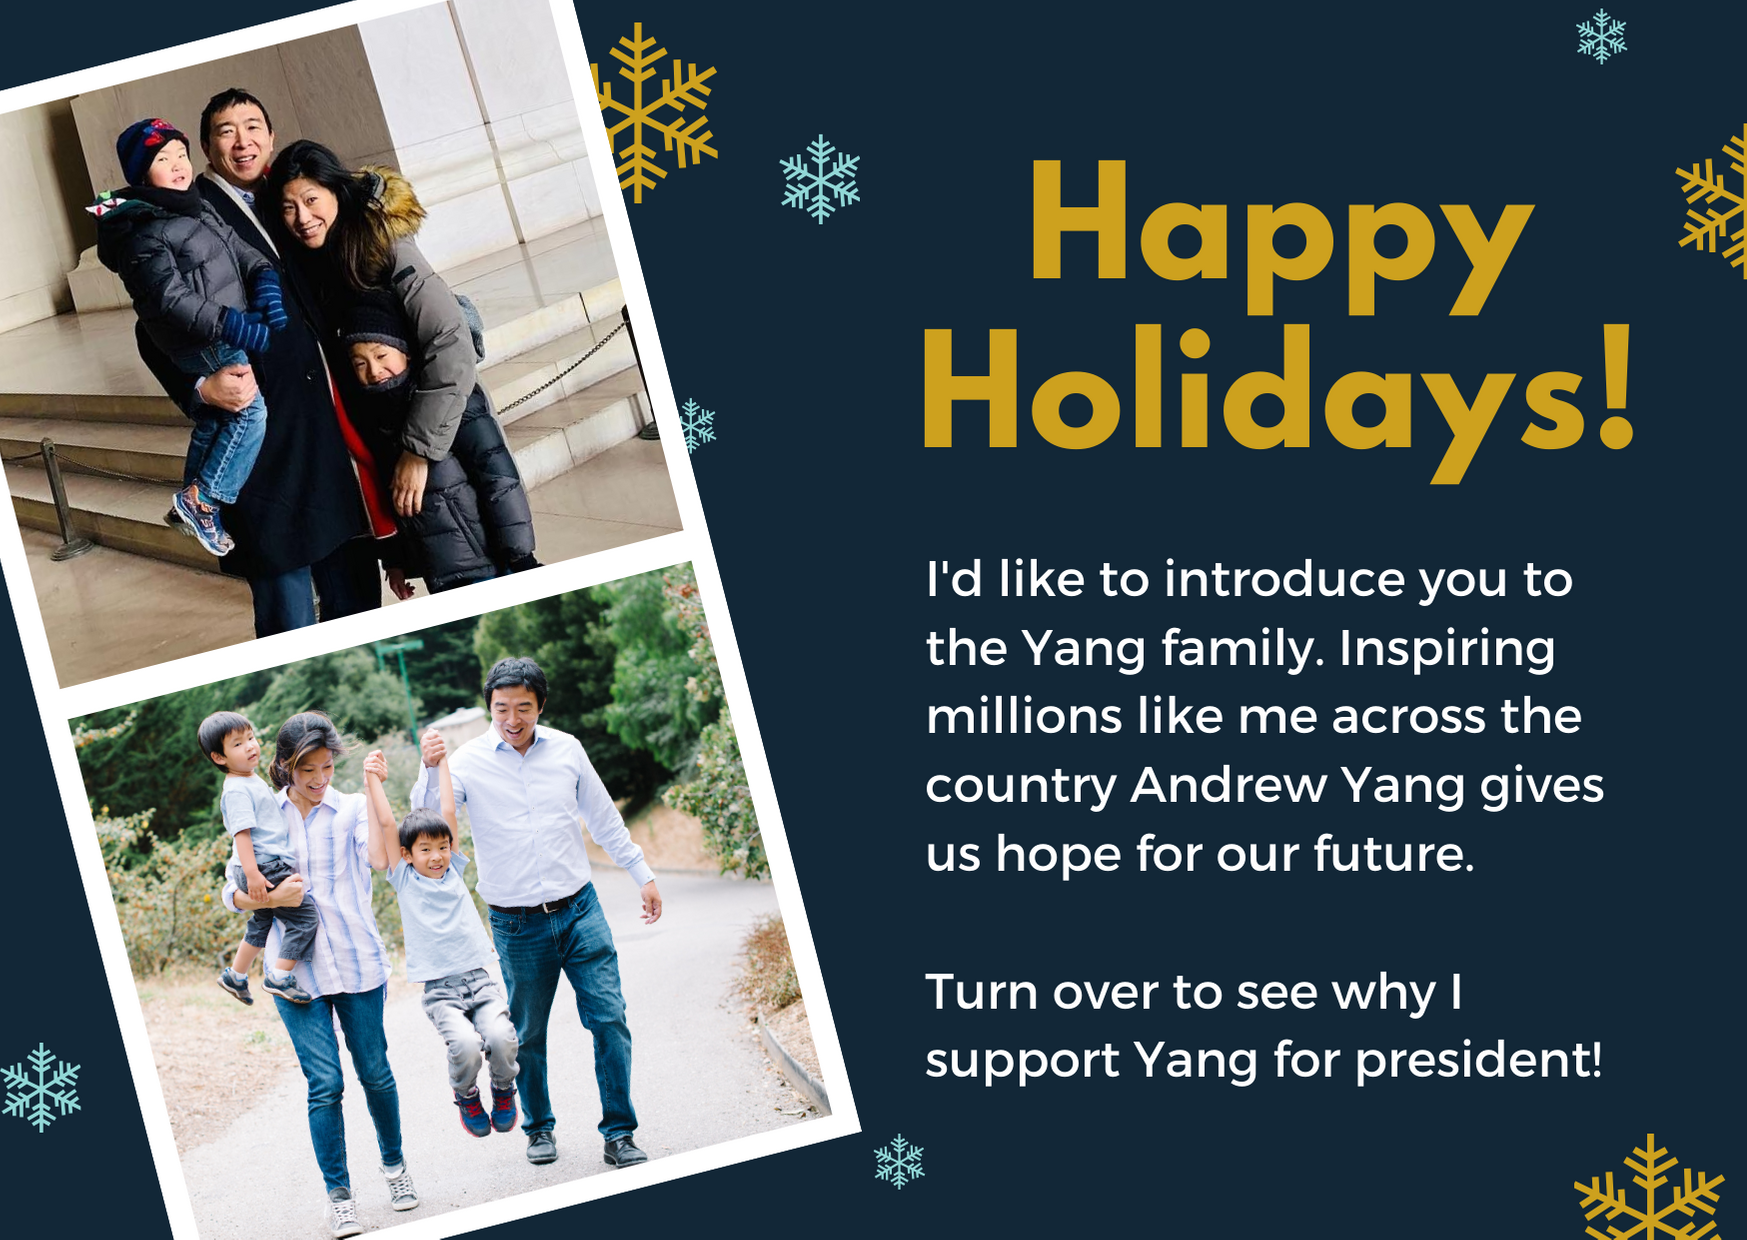 Happy
Holidays!
I'd like to introduce you to
the Yang family. Inspiring
millions like me across the
country Andrew Yang gives
us hope for our future.
Turn over to see why I
support Yang for president!